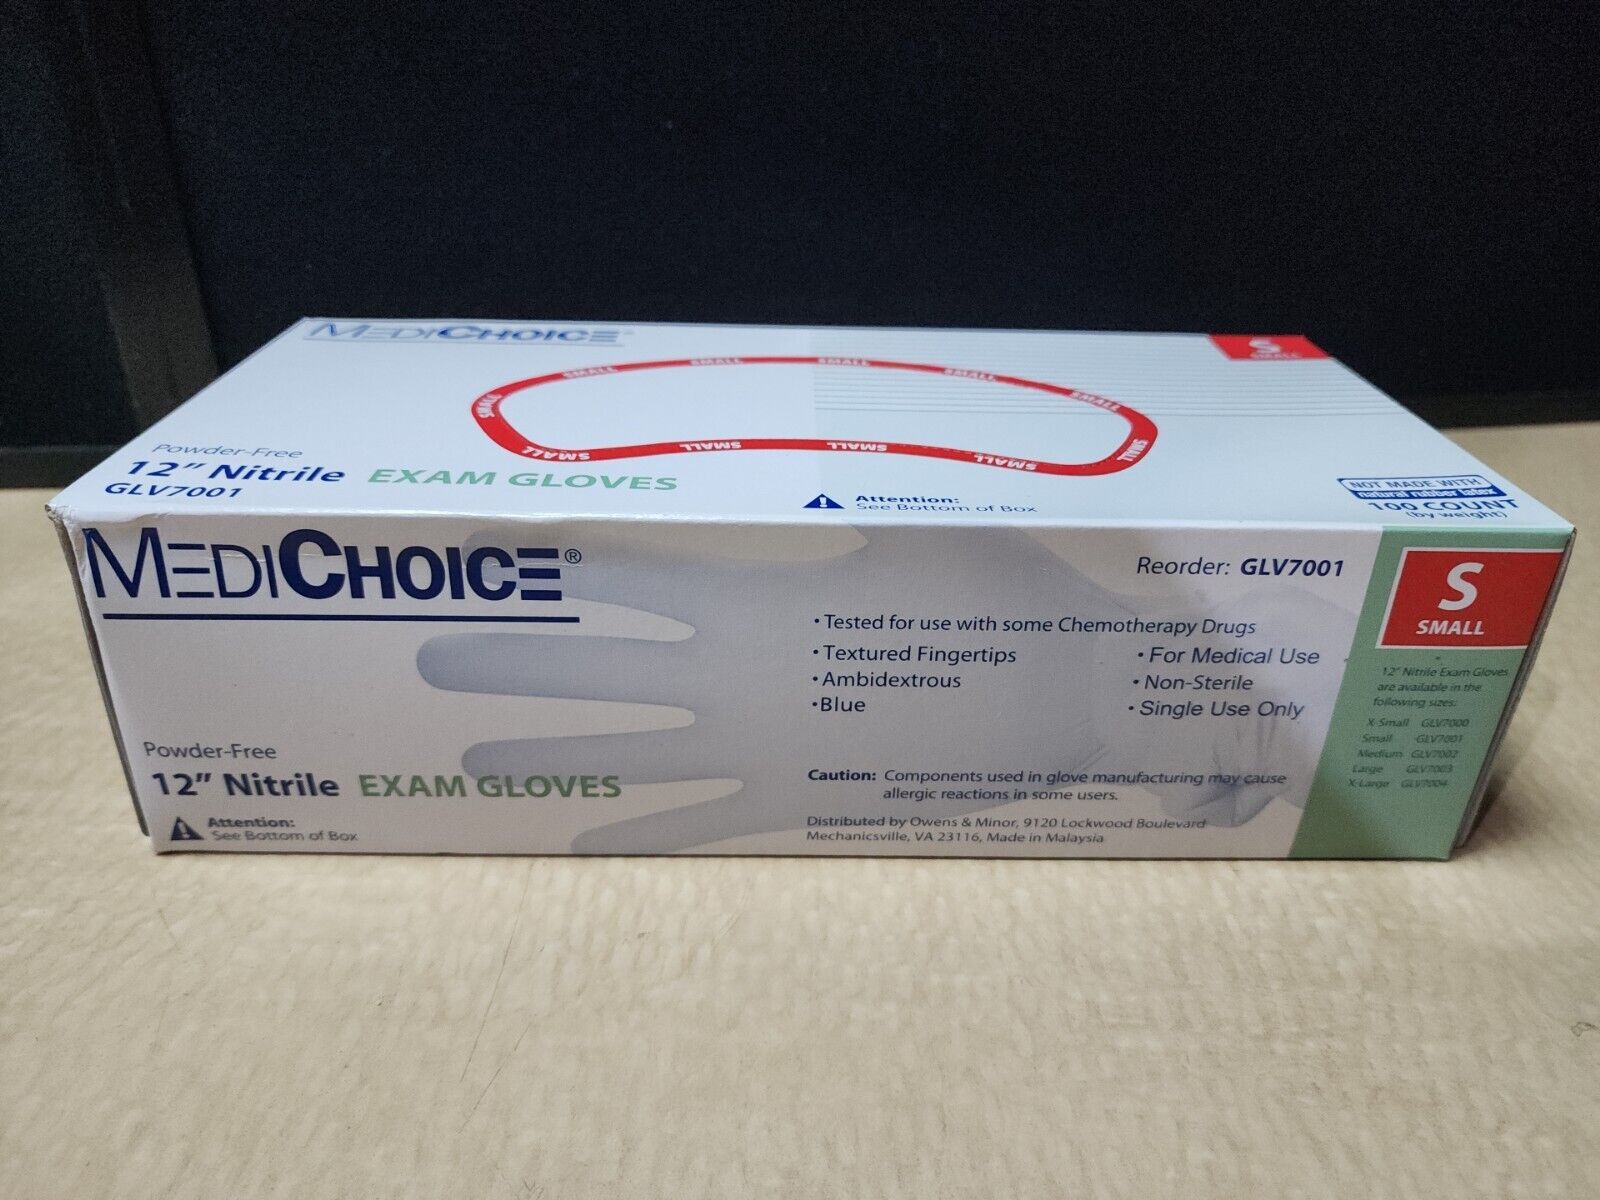 MEDICHOICE
S
SMALL
SMALL SMALL SMALL SMALL SMALL SMALL SMALL SMALL SMALL SMALL SMALL SMALL
Powder-Free
12" Nitrile EXAM GLOVES
GLV7001
Attention:
See Bottom of Box
NOT MADE WITH
natural rubber latex
100 COUNT
(by weight)
MEDICHOICE®
Powder-Free
12" Nitrile EXAM GLOVES
Attention:
See Bottom of Box
Reorder: GLV7001
• Tested for use with some Chemotherapy Drugs
• Textured Fingertips
• Ambidextrous
• Blue
• For Medical Use
• Non-Sterile
• Single Use Only
Caution: Components used in glove manufacturing may cause
allergic reactions in some users.
Distributed by Owens & Minor, 9120 Lockwood Boulevard
Mechanicsville, VA 23116, Made in Malaysia
S
SMALL
12" Nitrile Exam Gloves
are available in the
following sizes:
X-Small GLV7000
Small GLV7001
Medium GLV7002
Large GLV7003
X-Large GLV7004